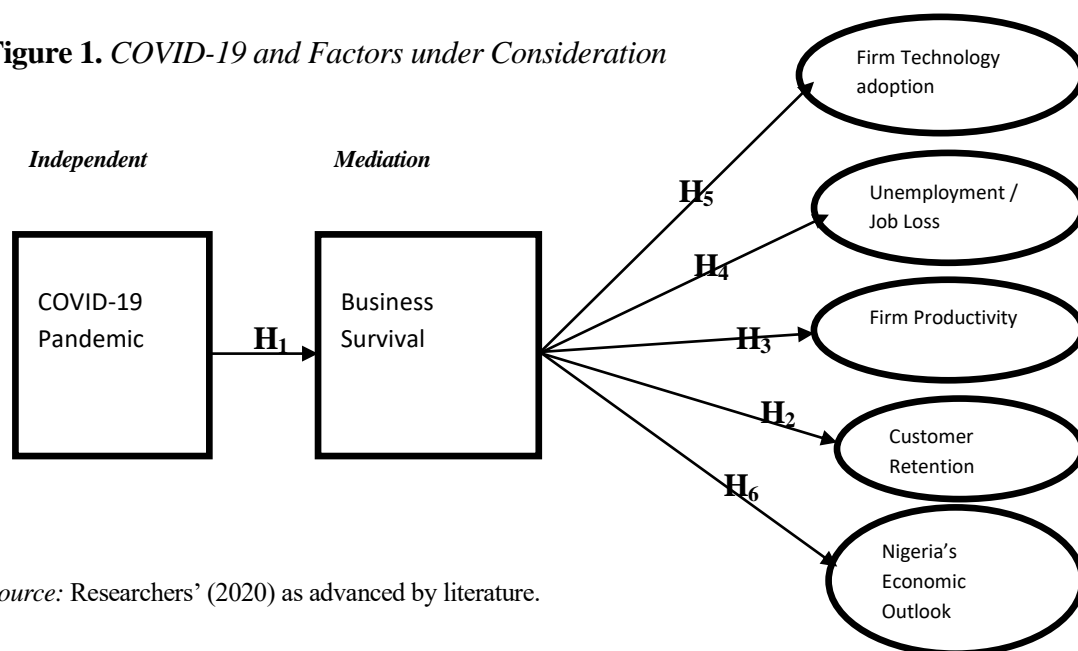 Figure 1. COVID-19 and Factors under Consideration
Independent
Mediation
COVID-19
Pandemic
H₁
Business
Survival
H₅
H₄
H₃
H₂
H₆
Firm Technology
adoption
Unemployment /
Job Loss
Firm Productivity
Customer
Retention
Nigeria’s
Economic
Outlook
ource: Researchers’ (2020) as advanced by literature.